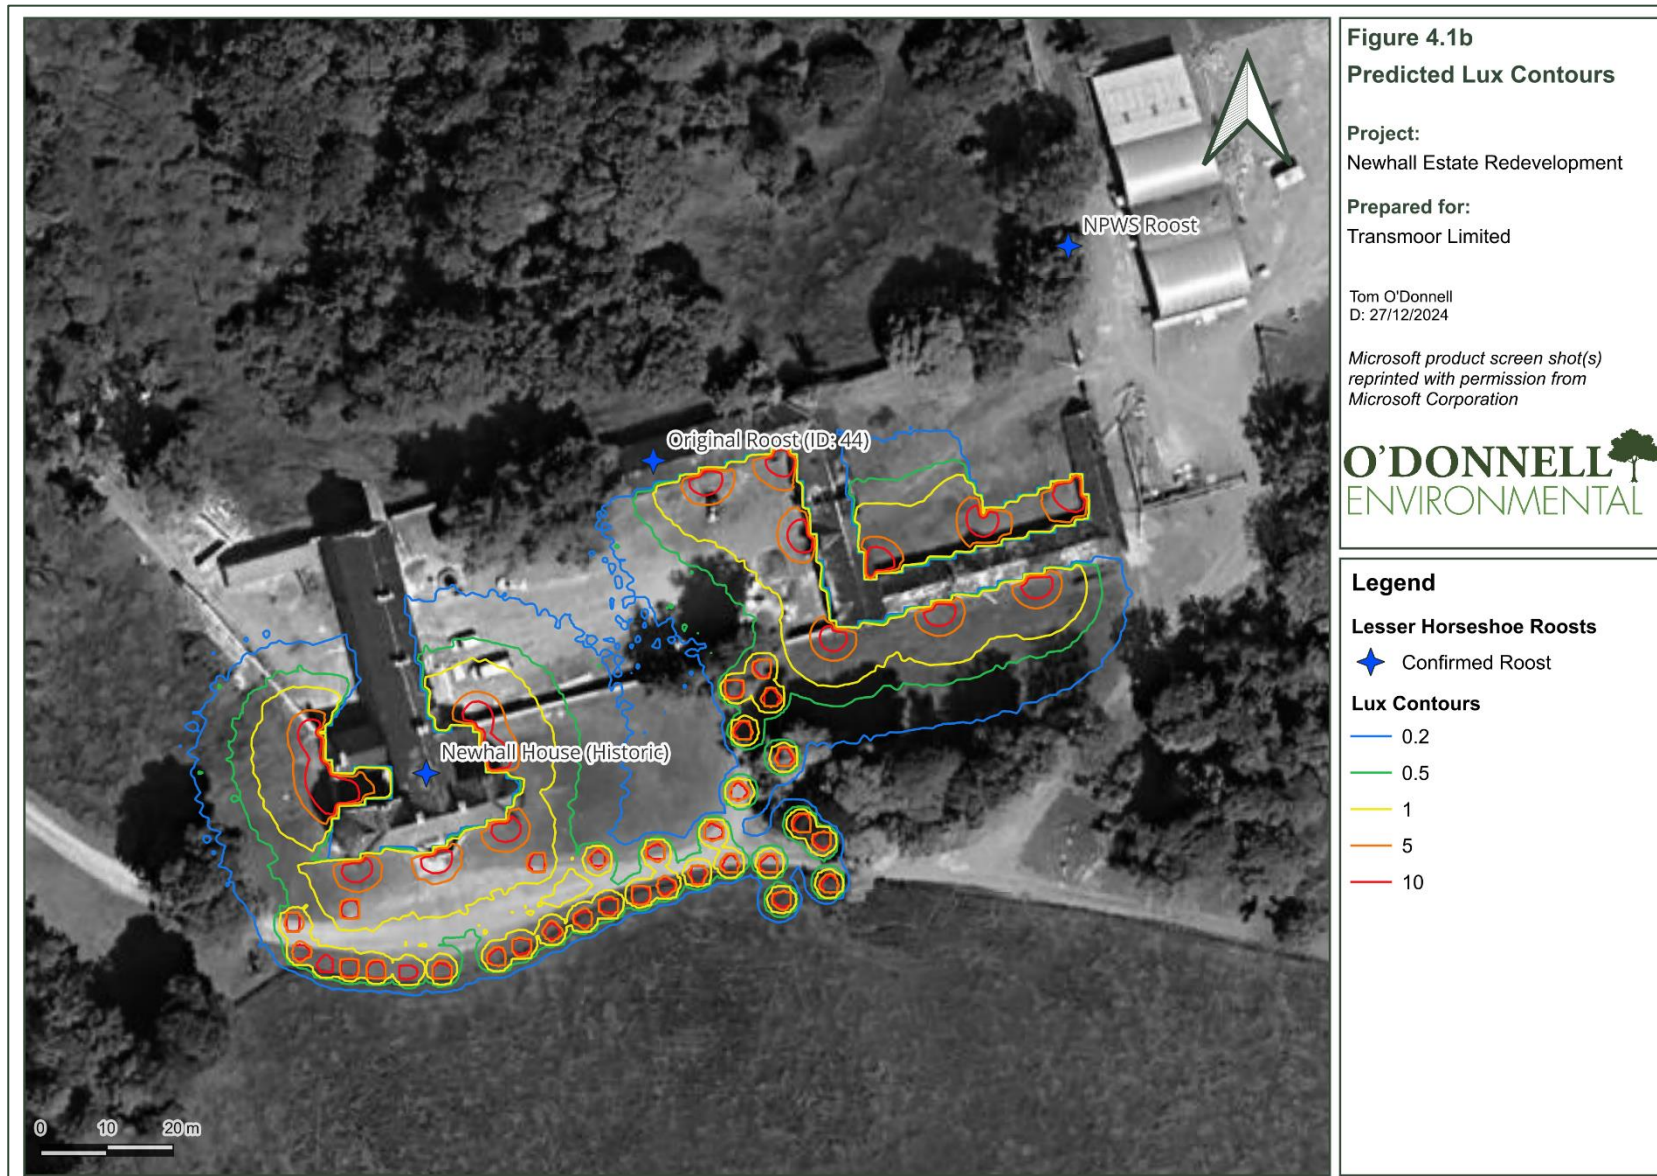 Figure 4.1b
Predicted Lux Contours
Project:
Newhall Estate Redevelopment
Prepared for:
Transmoor Limited
Tom O'Donnell
D: 27/12/2024
Microsoft product screen shot(s)
reprinted with permission from
Microsoft Corporation
O'DONNELL
ENVIRONMENTAL
Legend
Lesser Horseshoe Roosts
Confirmed Roost
Lux Contours
0.2
0.5
1
5
10
NPWS Roost
Original Roost (ID: 44)
Newhall House (Historic)
0 10 20 m